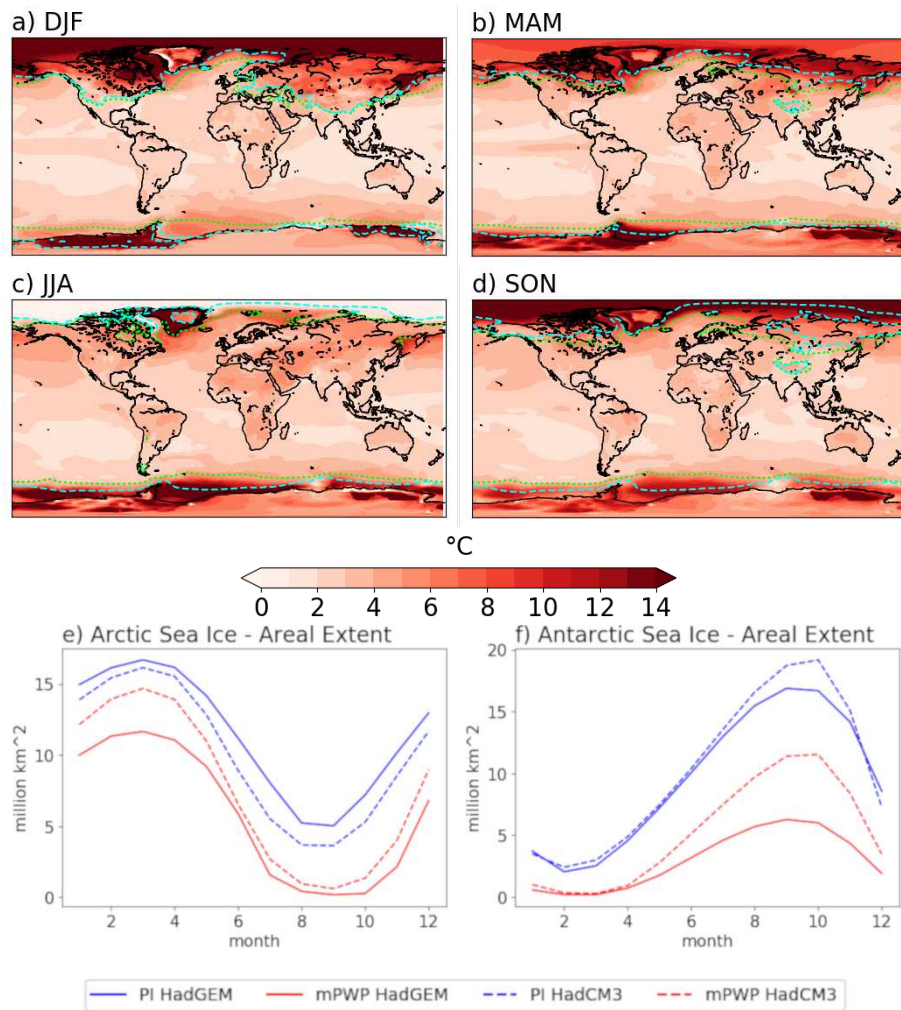 a) DJF
b) MAM
c) JJA
d) SON
°C
0 2 4 6 8 10 12 14
e) Arctic Sea Ice - Areal Extent
15
10
5
0
million km^2
2 4 6 8 10 12
month
f) Antarctic Sea Ice - Areal Extent
20
15
10
5
0
million km^2
2 4 6 8 10 12
month
PI HadGEM mPWP HadGEM PI HadCM3 mPWP HadCM3